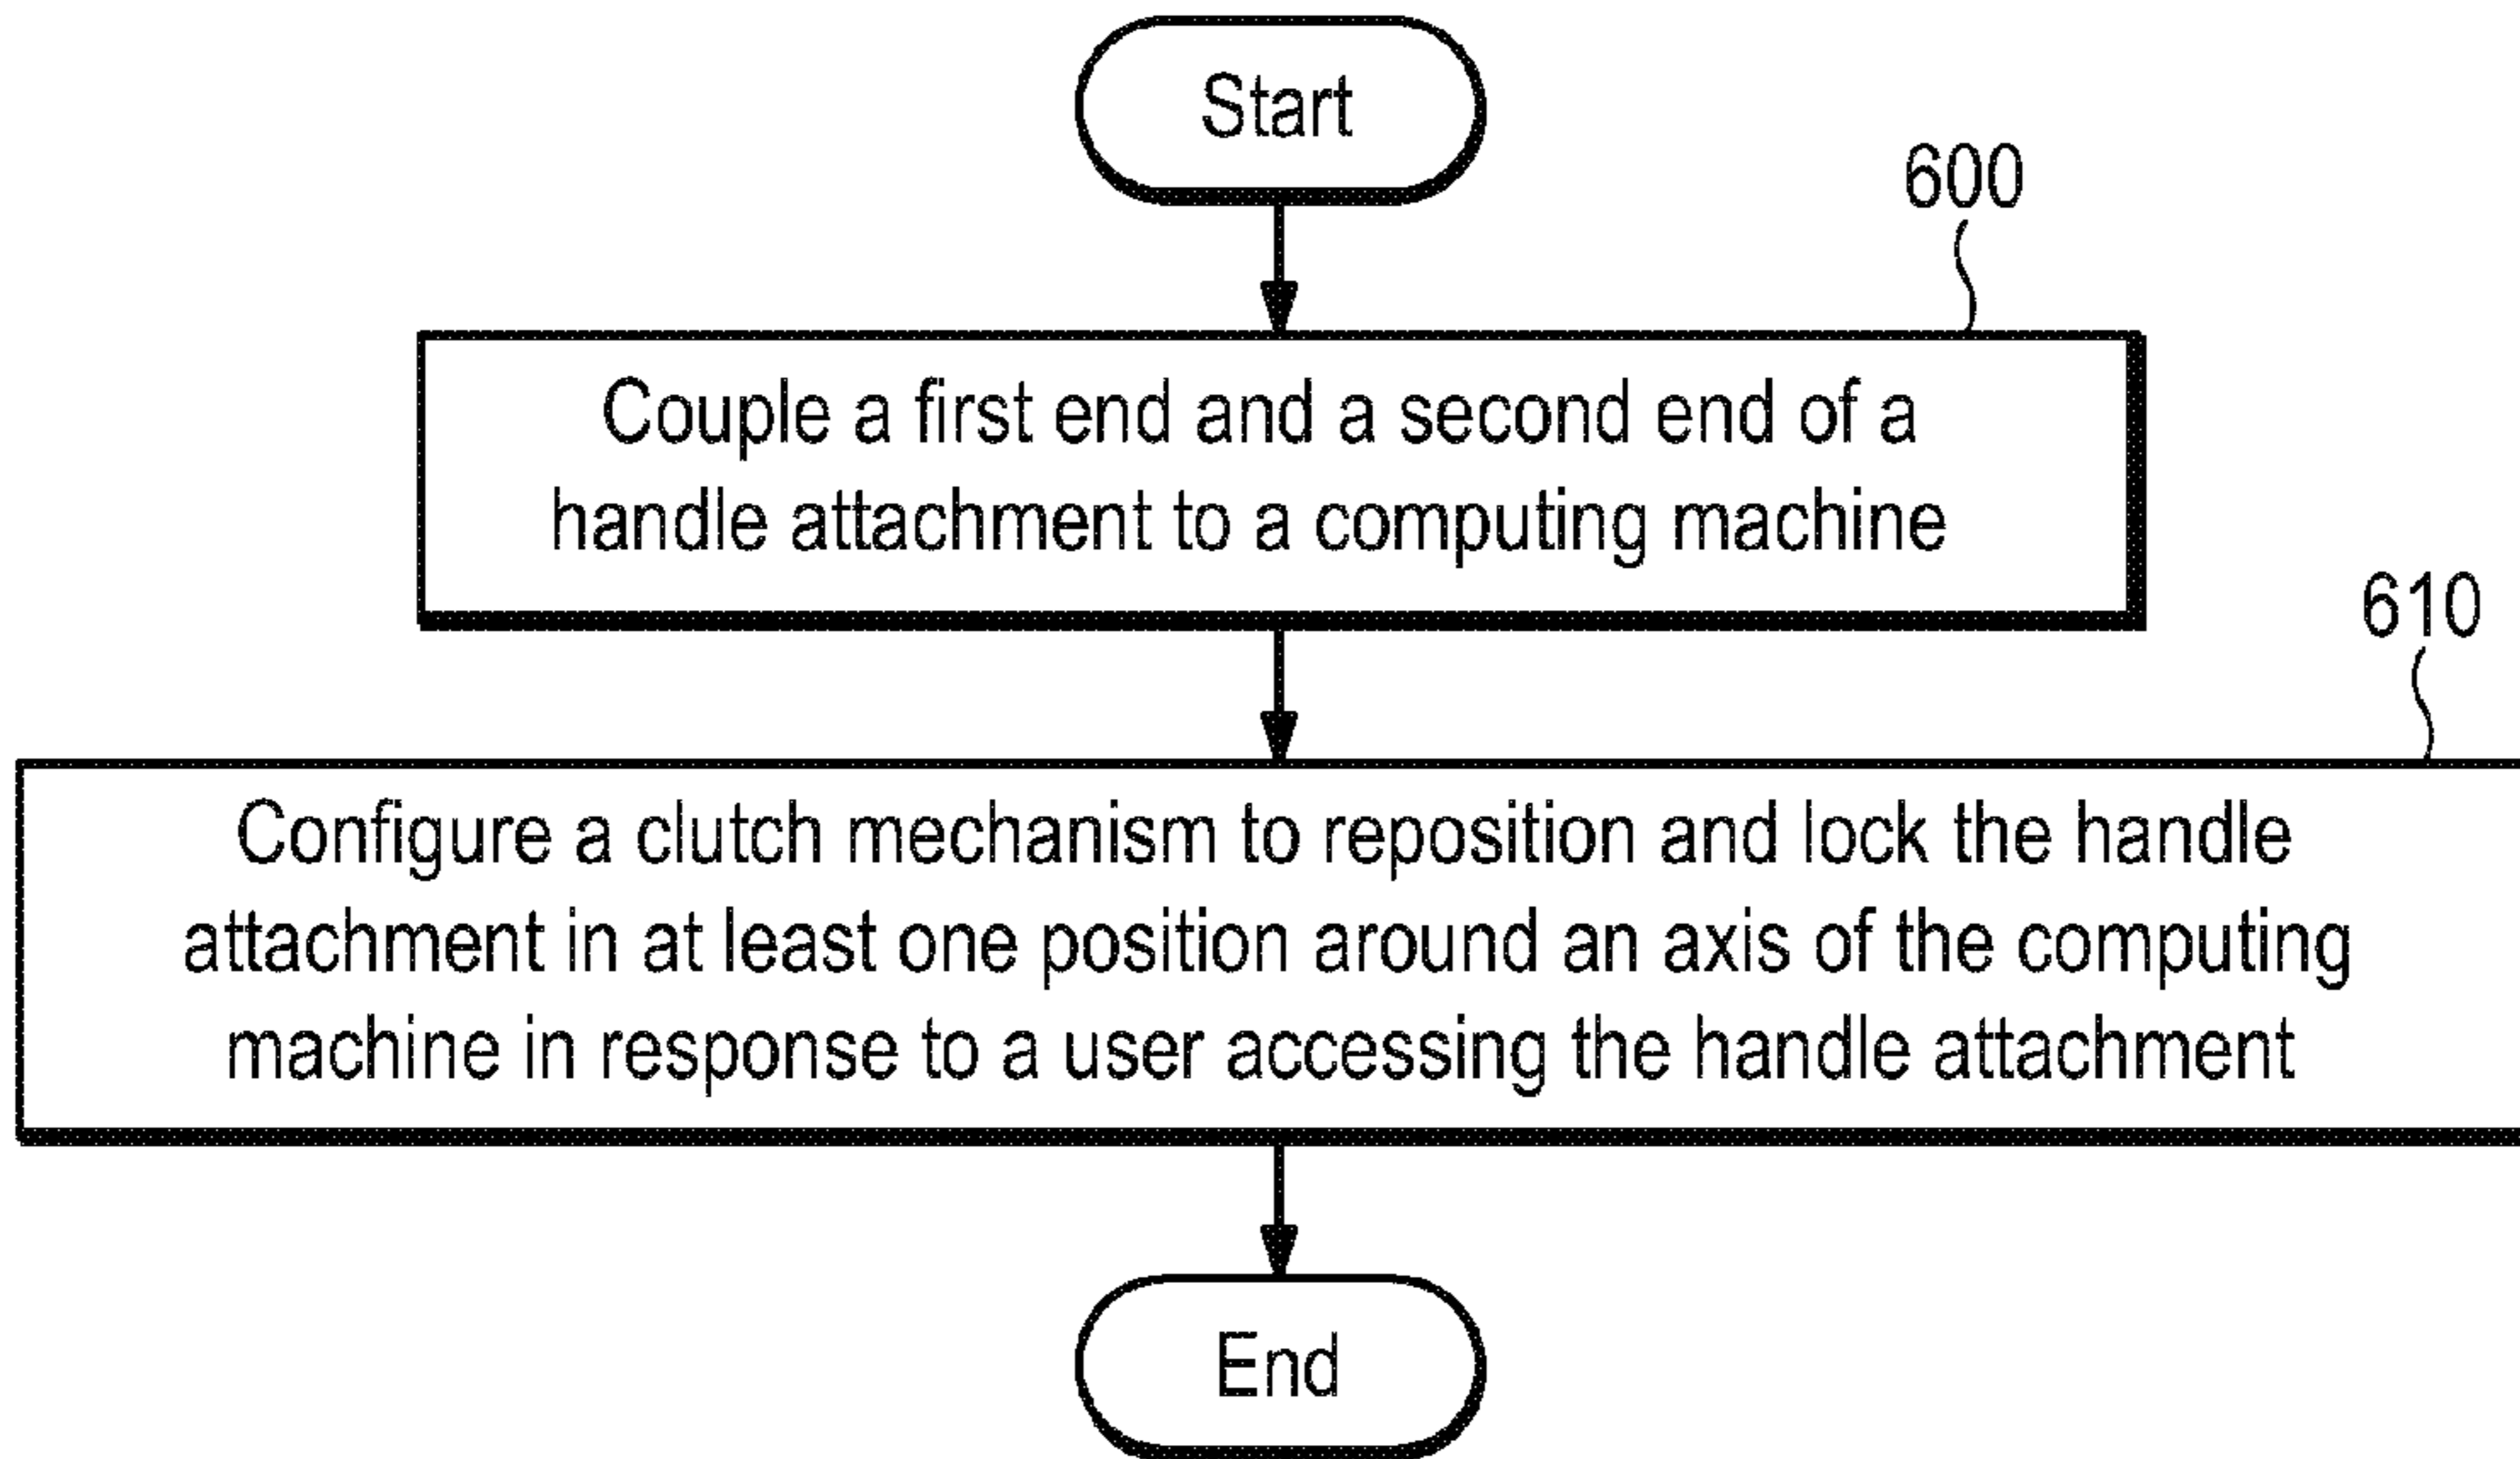 Start
600
Couple a first end and a second end of a
handle attachment to a computing machine
610
Configure a clutch mechanism to reposition and lock the handle
attachment in at least one position around an axis of the computing
machine in response to a user accessing the handle attachment
End